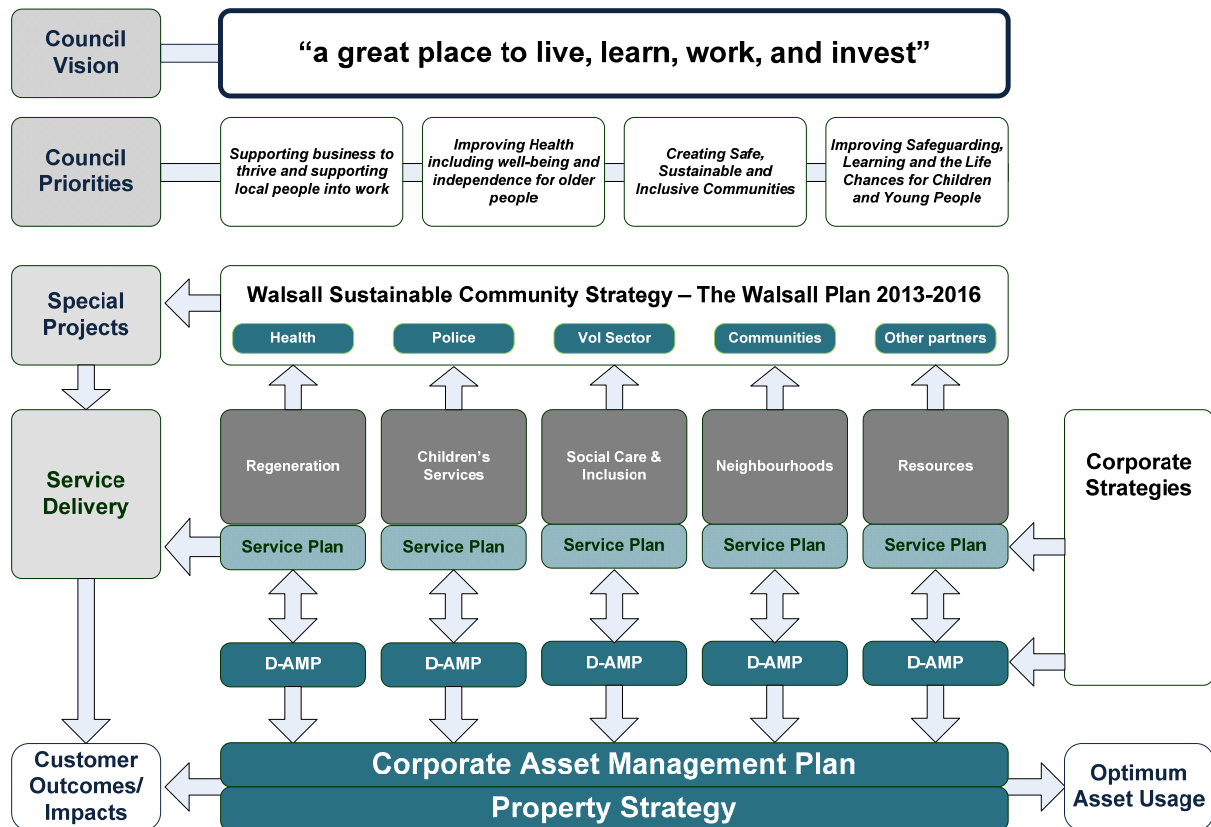 Council
Vision
“a great place to live, learn, work, and invest”
Council
Priorities
Supporting business to
thrive and supporting
local people into work
Improving Health
including well-being and
independence for older
people
Creating Safe,
Sustainable and
Inclusive Communities
Improving Safeguarding,
Learning and the Life
Chances for Children
and Young People
Special
Projects
Walsall Sustainable Community Strategy – The Walsall Plan 2013-2016
Health
Police
Vol Sector
Communities
Other partners
Service
Delivery
Regeneration
Children’s
Services
Social Care &
Inclusion
Neighbourhoods
Resources
Corporate
Strategies
Service Plan
Service Plan
Service Plan
Service Plan
Service Plan
D-AMP
D-AMP
D-AMP
D-AMP
D-AMP
Customer
Outcomes/
Impacts
Corporate Asset Management Plan
Property Strategy
Optimum
Asset Usage